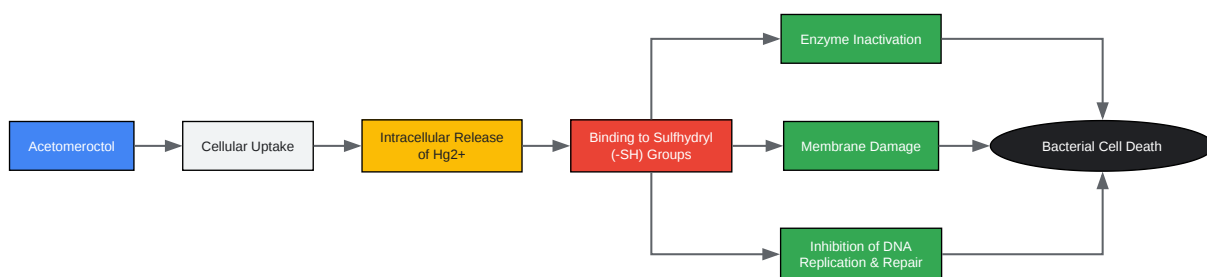 Acetomeroctol
Cellular Uptake
Intracellular Release
of Hg2+
Binding to Sulfhydryl
(-SH) Groups
Enzyme Inactivation
Membrane Damage
Inhibition of DNA
Replication & Repair
Bacterial Cell Death